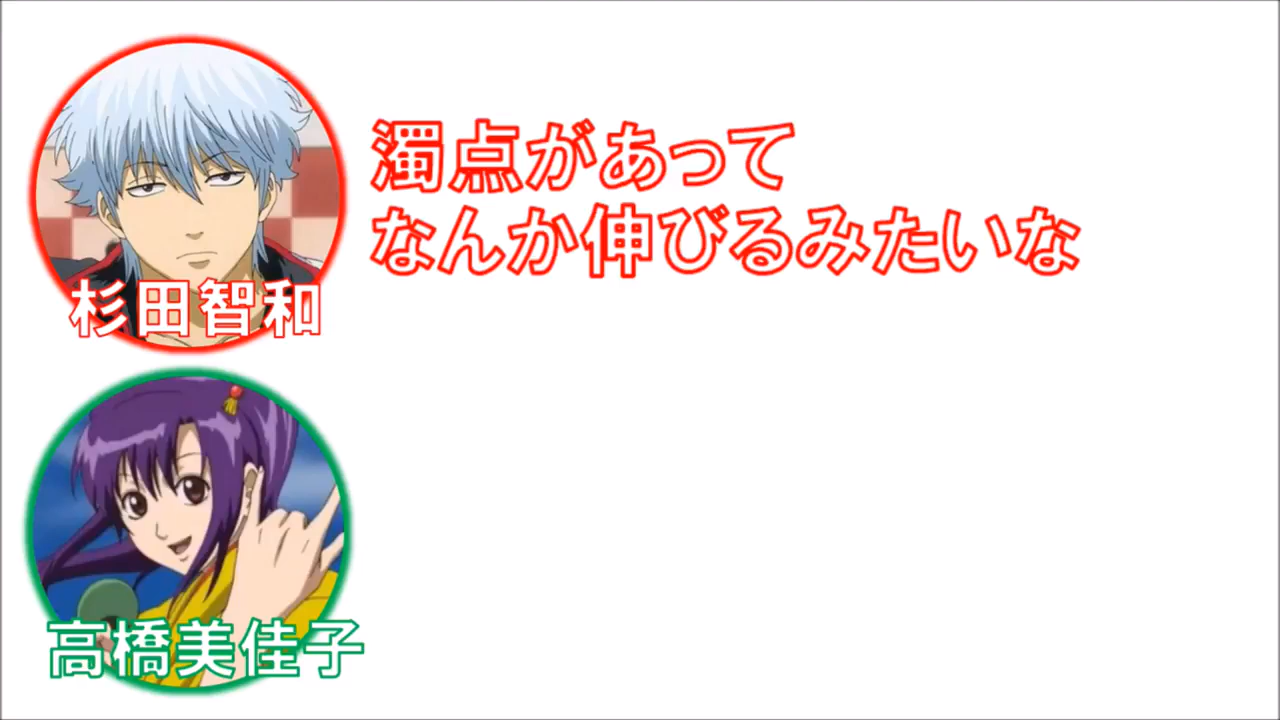 濁点があって
なんか伸びるみたいな
杉田智和
高橋美佳子